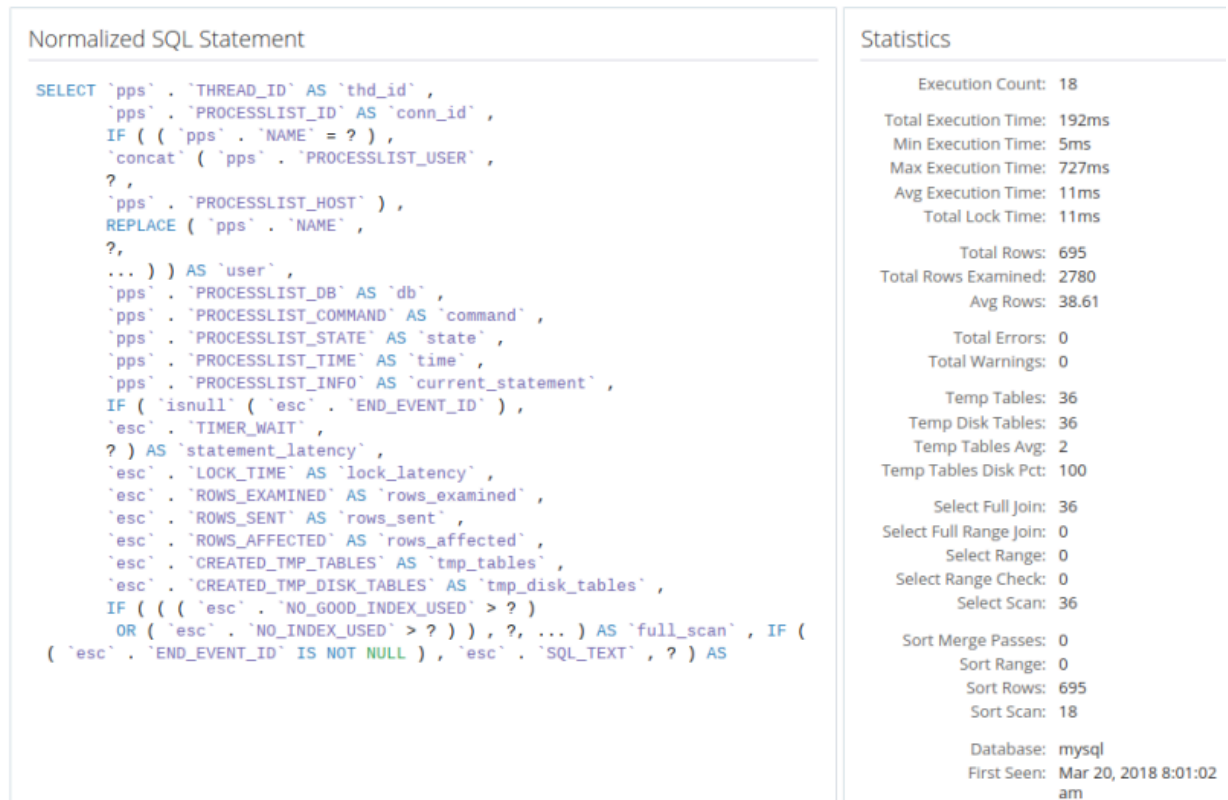 Normalized SQL Statement
SELECT `pps` . `THREAD_ID` AS `thd_id` ,
`pps` . `PROCESSLIST_ID` AS `conn_id` ,
IF ( ( `pps` . `NAME` = ? ) ,
`concat` ( `pps` . `PROCESSLIST_USER` ,
? ,
`pps` . `PROCESSLIST_HOST` ) ,
REPLACE ( `pps` . `NAME` ,
?,
... ) ) AS `user` ,
`pps` . `PROCESSLIST_DB` AS `db` ,
`pps` . `PROCESSLIST_COMMAND` AS `command` ,
`pps` . `PROCESSLIST_STATE` AS `state` ,
`pps` . `PROCESSLIST_TIME` AS `time` ,
`pps` . `PROCESSLIST_INFO` AS `current_statement` ,
IF ( `isnull` ( `esc` . `END_EVENT_ID` ) ,
`esc` . `TIMER_WAIT` ,
? ) AS `statement_latency` ,
`esc` . `LOCK_TIME` AS `lock_latency` ,
`esc` . `ROWS_EXAMINED` AS `rows_examined` ,
`esc` . `ROWS_SENT` AS `rows_sent` ,
`esc` . `ROWS_AFFECTED` AS `rows_affected` ,
`esc` . `CREATED_TMP_TABLES` AS `tmp_tables` ,
`esc` . `CREATED_TMP_DISK_TABLES` AS `tmp_disk_tables` ,
IF ( ( ( `esc` . `NO_GOOD_INDEX_USED` > ? )
OR ( `esc` . `NO_INDEX_USED` > ? ) ) , ?, ... ) AS `full_scan` , IF (
( `esc` . `END_EVENT_ID` IS NOT NULL ) , `esc` . `SQL_TEXT` , ? ) AS
Statistics
Execution Count: 18
Total Execution Time: 192ms
Min Execution Time: 5ms
Max Execution Time: 727ms
Avg Execution Time: 11ms
Total Lock Time: 11ms
Total Rows: 695
Total Rows Examined: 2780
Avg Rows: 38.61
Total Errors: 0
Total Warnings: 0
Temp Tables: 36
Temp Disk Tables: 36
Temp Tables Avg: 2
Temp Tables Disk Pct: 100
Select Full Join: 36
Select Full Range Join: 0
Select Range: 0
Select Range Check: 0
Select Scan: 36
Sort Merge Passes: 0
Sort Range: 0
Sort Rows: 695
Sort Scan: 18
Database: mysql
First Seen: Mar 20, 2018 8:01:02
am